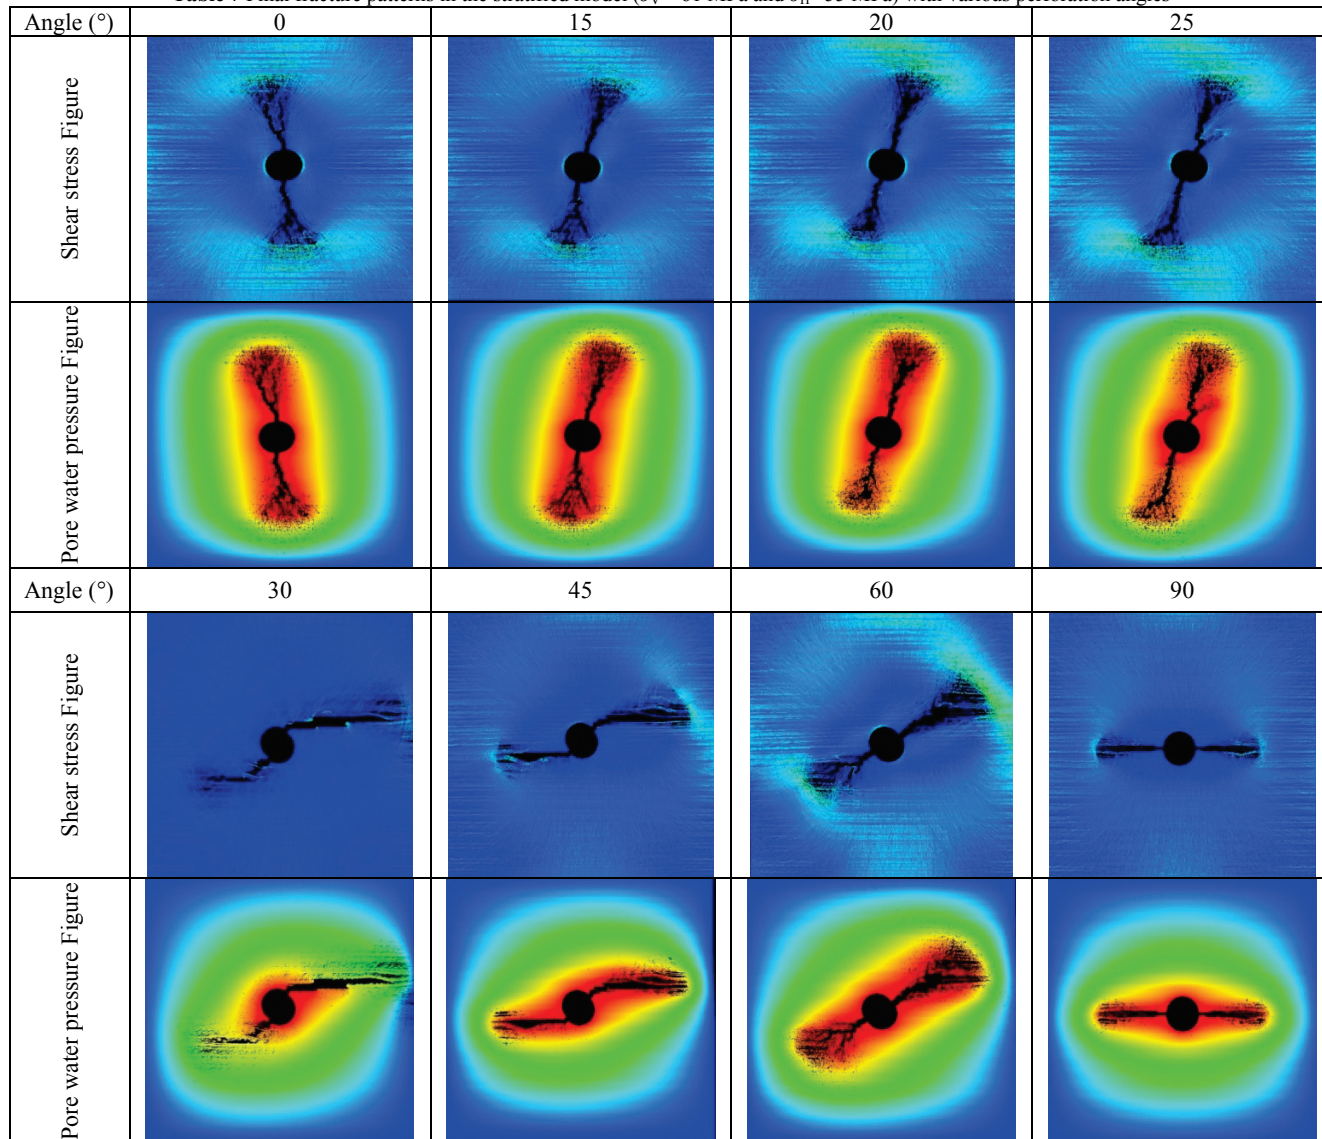 Angle (°) 0 15 20 25
Shear stress Figure
Pore water pressure Figure
Angle (°) 30 45 60 90
Shear stress Figure
Pore water pressure Figure